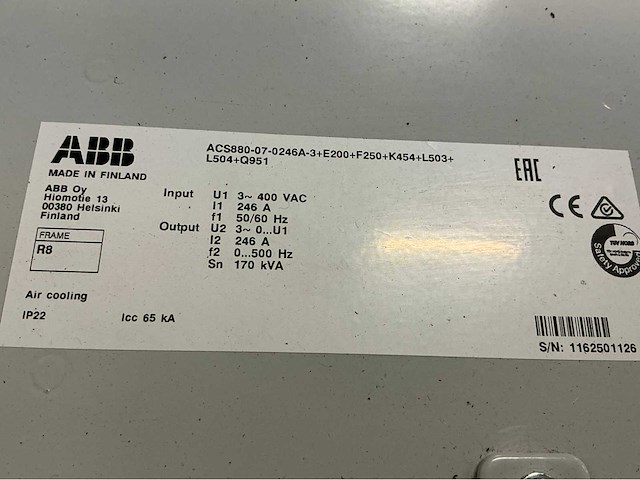 ABB
MADE IN FINLAND
ABB Oy
Hiomotie 13
00380 Helsinki
Finland
FRAME
R8
Air cooling
IP22
Icc 65 kA
ACS880-07-0246A-3+E200+F250+K454+L503+
L504+Q951
Input U1 3~ 400 VAC
I1 246 A
f1 50/60 Hz
Output U2 3~ 0...U1
I2 246 A
f2 0...500 Hz
Sn 170 kVA
EAC
CE
TÜV NORD
Safety Approved
S/N: 1162501126